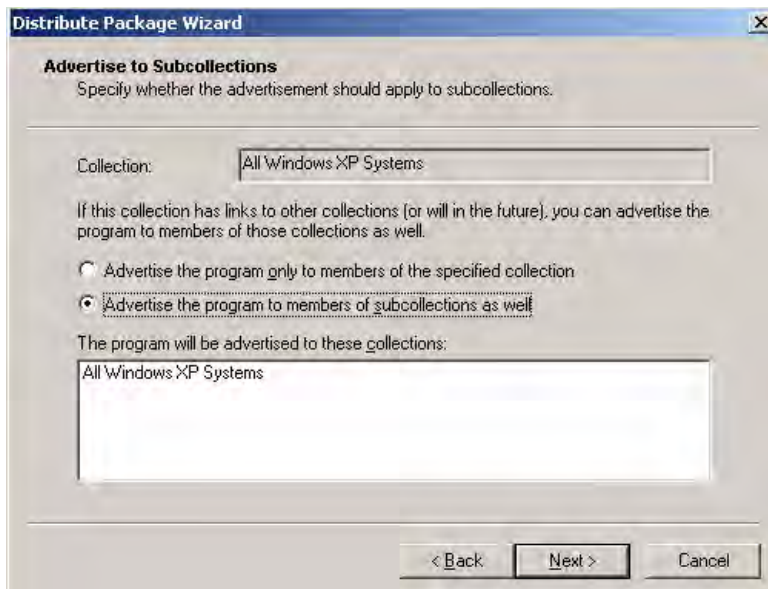 Distribute Package Wizard
Advertise to Subcollections
Specify whether the advertisement should apply to subcollections.
Collection: All Windows XP Systems
If this collection has links to other collections (or will in the future), you can advertise the
program to members of those collections as well.
Advertise the program only to members of the specified collection
Advertise the program to members of subcollections as well
The program will be advertised to these collections:
All Windows XP Systems
< Back Next > Cancel